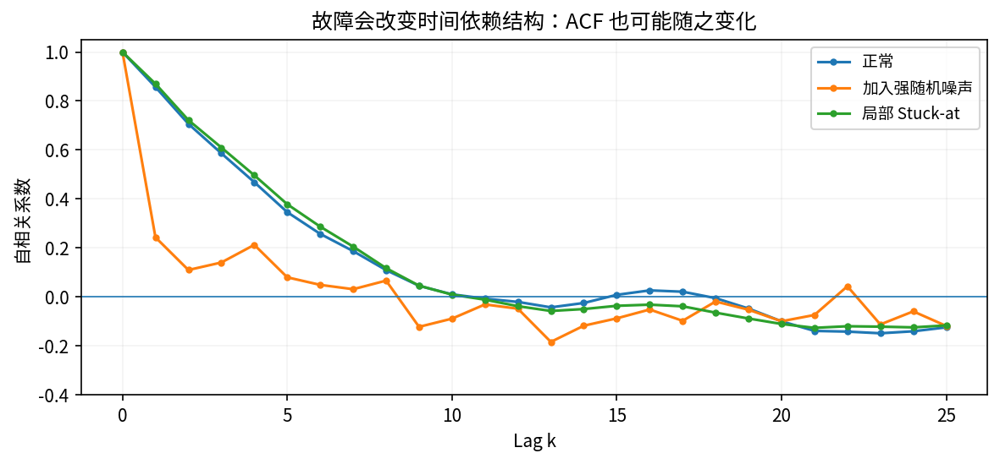 故障会改变时间依赖结构：ACF 也可能随之变化
正常
加入强随机噪声
局部 Stuck-at
自相关系数
1.0
0.8
0.6
0.4
0.2
0.0
-0.2
-0.4
0 5 10 15 20 25
Lag k